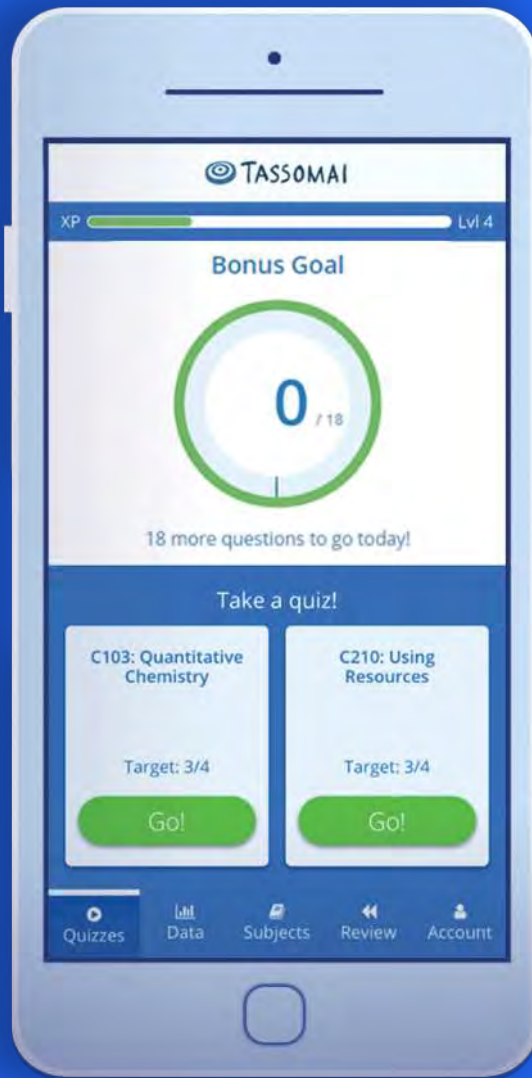 TASSOMAI
XP Lvl 4
Bonus Goal
0 / 18
18 more questions to go today!
Take a quiz!
C103: Quantitative
Chemistry
Target: 3/4
Go!
C210: Using
Resources
Target: 3/4
Go!
Quizzes Data Subjects Review Account